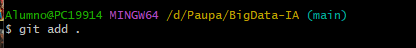 Alumno@PC19914 MINGW64 /d/Paupa/BigData-IA (main)
$ git add .